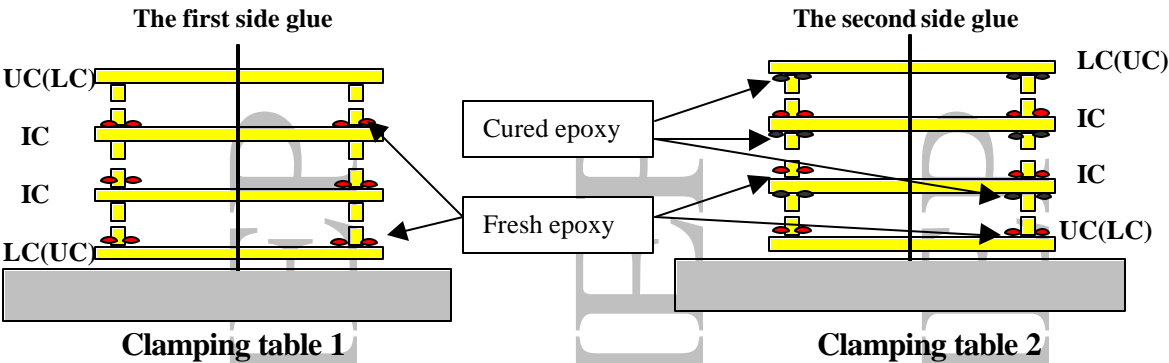 The first side glue
UC(LC)
IC
IC
LC(UC)
Clamping table 1
Cured epoxy
Fresh epoxy
The second side glue
LC(UC)
IC
IC
UC(LC)
Clamping table 2